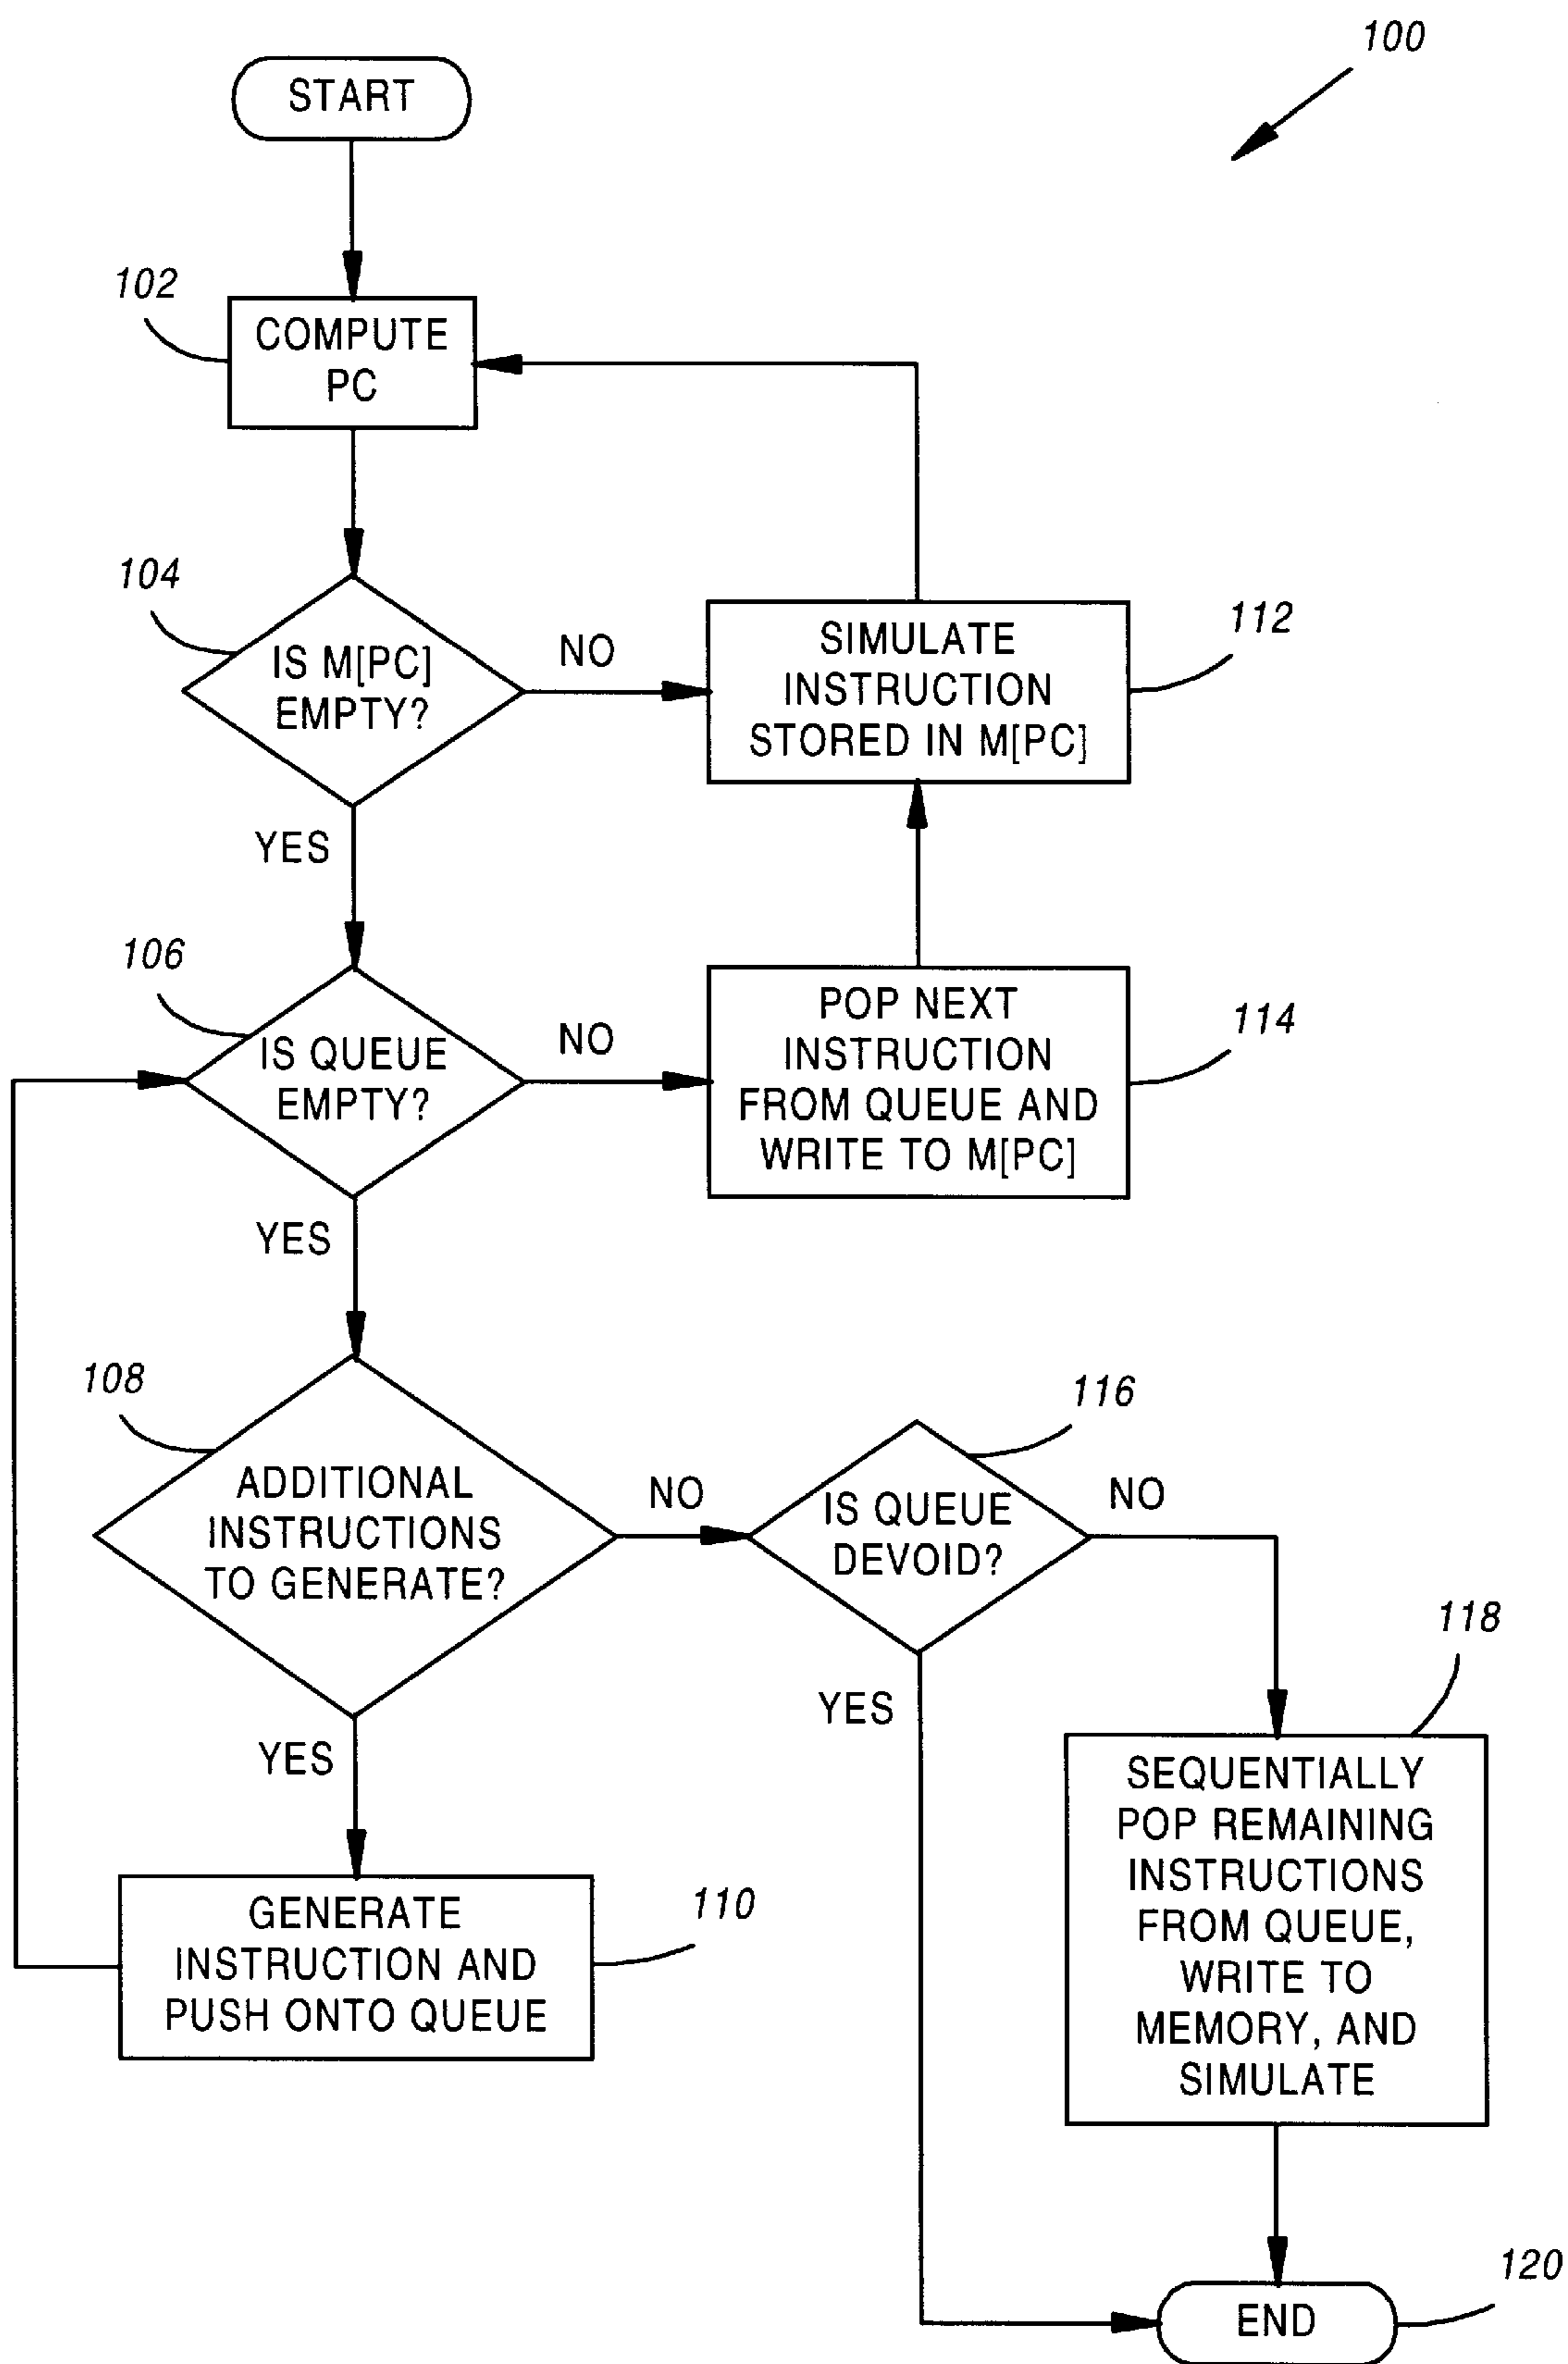 100
START
102
COMPUTE
PC
104
IS M[PC]
EMPTY?
NO
SIMULATE
INSTRUCTION
STORED IN M[PC]
112
YES
106
IS QUEUE
EMPTY?
NO
POP NEXT
INSTRUCTION
FROM QUEUE AND
WRITE TO M[PC]
114
YES
108
ADDITIONAL
INSTRUCTIONS
TO GENERATE?
NO
116
IS QUEUE
DEVOID?
NO
YES
YES
118
SEQUENTIALLY
POP REMAINING
INSTRUCTIONS
FROM QUEUE,
WRITE TO
MEMORY, AND
SIMULATE
GENERATE
INSTRUCTION AND
PUSH ONTO QUEUE
110
END
120